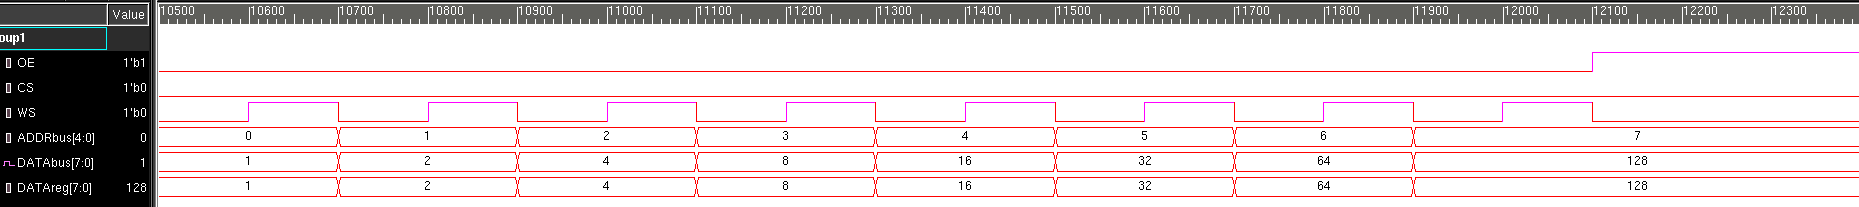 Value 10500 10600 10700 10800 10900 11000 11100 11200 11300 11400 11500 11600 11700 11800 11900 12000 12100 12200 12300
oup1
OE 1'b1
CS 1'b0
WS 1'b0
ADDRbus[4:0] 0 0 1 2 3 4 5 6 7
DATAbus[7:0] 1 1 2 4 8 16 32 64 128
DATAreg[7:0] 128 1 2 4 8 16 32 64 128